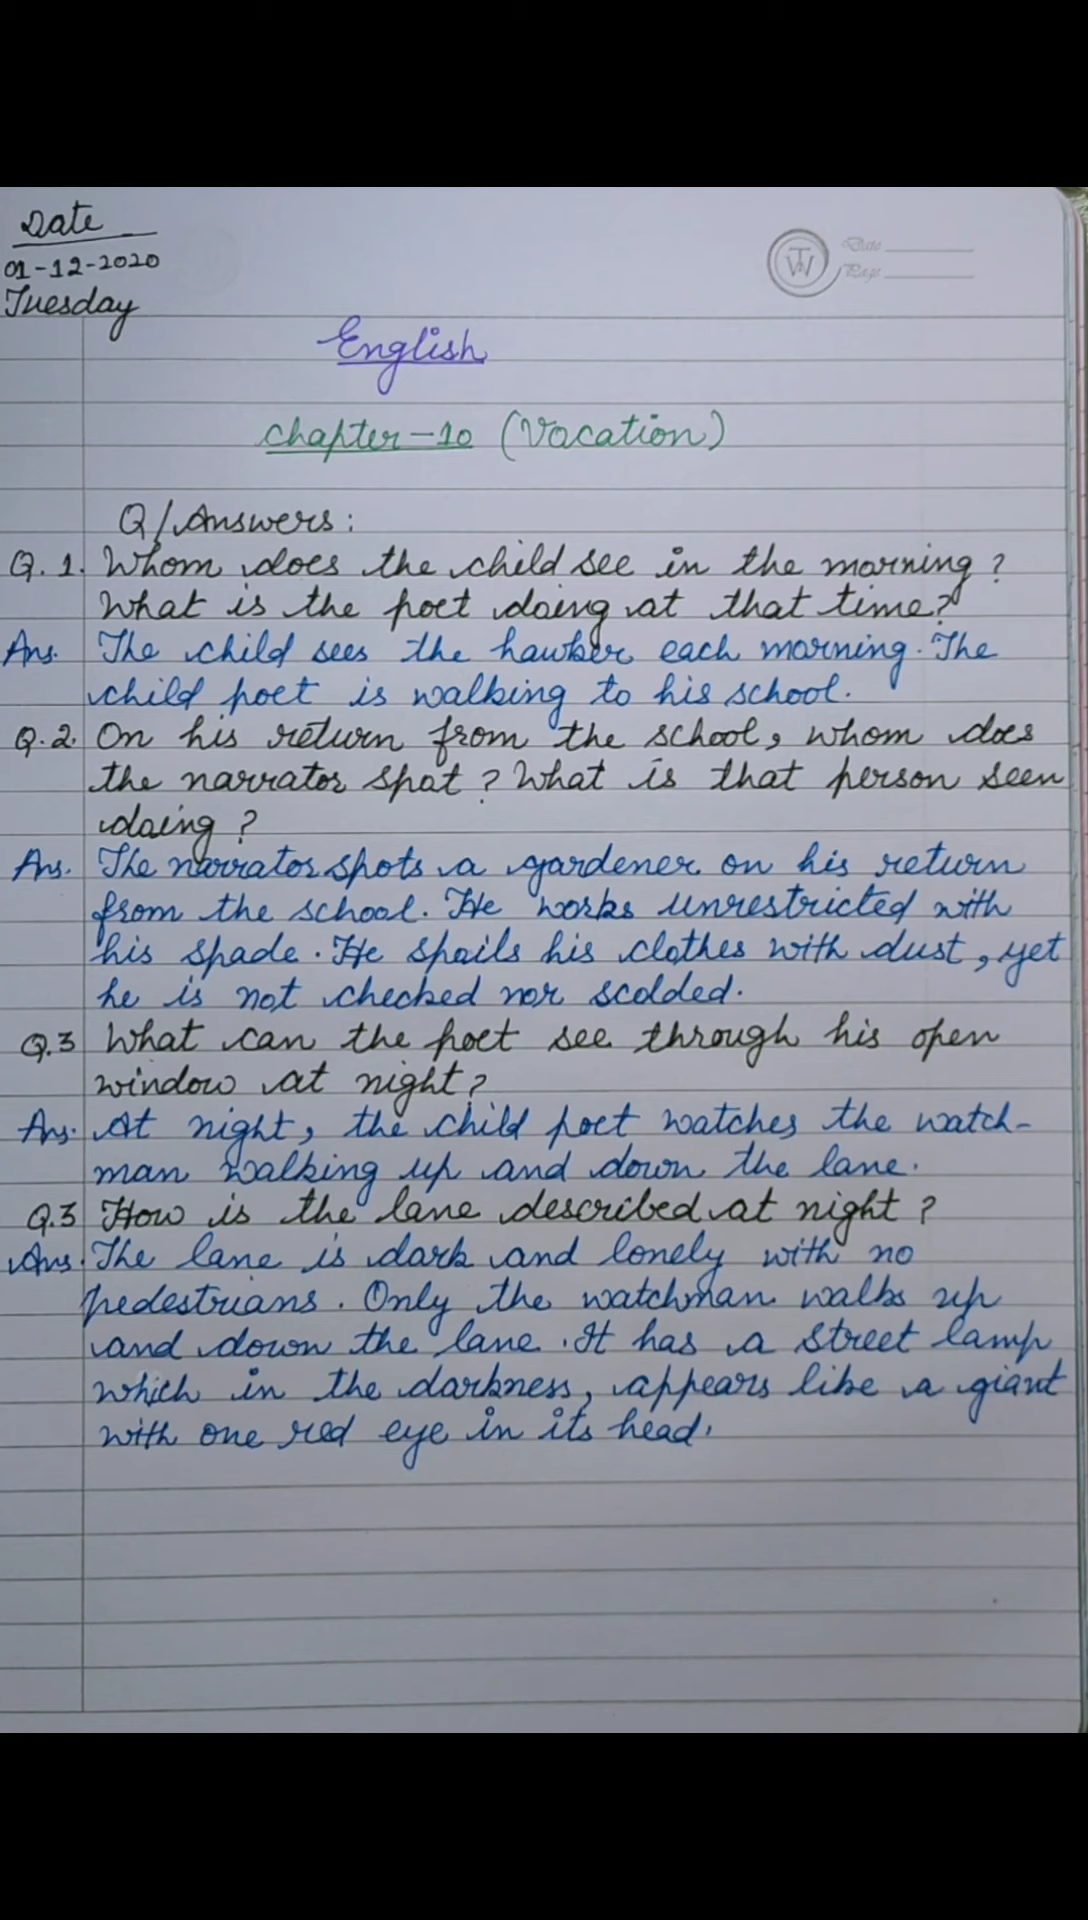 Date
01-12-2020
Tuesday
Date
Page
English
Chapter-10 (Vocation)
Q/Answers:
Q.1. Whom does the child see in the morning?
What is the poet doing at that time?
Ans. The child sees the hawker each morning. The
child poet is walking to his school.
Q.2. On his return from the school, whom does
the narrator spot? What is that person seen
doing?
Ans. The narrator spots a gardener on his return
from the school. He works unrestricted with
his spade. He spoils his clothes with dust, yet
he is not checked nor scolded.
Q.3 What can the poet see through his open
window at night?
Ans. At night, the child poet watches the watch-
man walking up and down the lane.
Q.3 How is the lane described at night?
Ans. The lane is dark and lonely with no
pedestrians. Only the watchman walks up
and down the lane. It has a street lamp
which in the darkness, appears like a giant
with one red eye in its head.